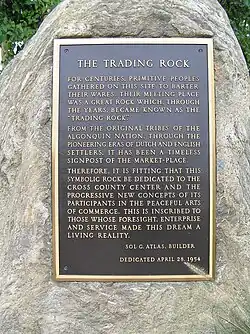 THE TRADING ROCK
FOR CENTURIES, PRIMITIVE PEOPLES
GATHERED ON THIS SITE TO BARTER
THEIR WARES. THEIR MEETING PLACE
WAS A GREAT ROCK WHICH, THROUGH
THE YEARS, BECAME KNOWN AS THE
"TRADING ROCK".
FROM THE ORIGINAL TRIBES OF THE
ALGONQUIN NATION, THROUGH THE
PIONEERING ERAS OF DUTCH AND ENGLISH
SETTLERS, IT HAS BEEN A TIMELESS
SIGNPOST OF THE MARKET-PLACE.
THEREFORE, IT IS FITTING THAT THIS
SYMBOLIC ROCK BE DEDICATED TO THE
CROSS COUNTY CENTER AND THE
PROGRESSIVE NEW CONCEPTS OF ITS
PARTICIPANTS IN THE PEACEFUL ARTS
OF COMMERCE. THIS IS INSCRIBED TO
THOSE WHOSE FORESIGHT, ENTERPRISE
AND SERVICE MADE THIS DREAM A
LIVING REALITY.
SOL G. ATLAS, BUILDER
DEDICATED APRIL 28, 1954